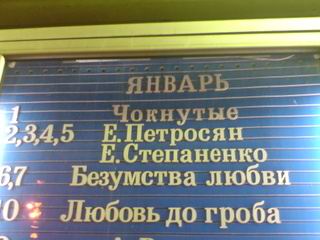 ЯНВАРЬ
1 Чокнутые
2,3,4,5 Е.Петросян
Е.Степаненко
6,7 Безумства любви
Любовь до гроба